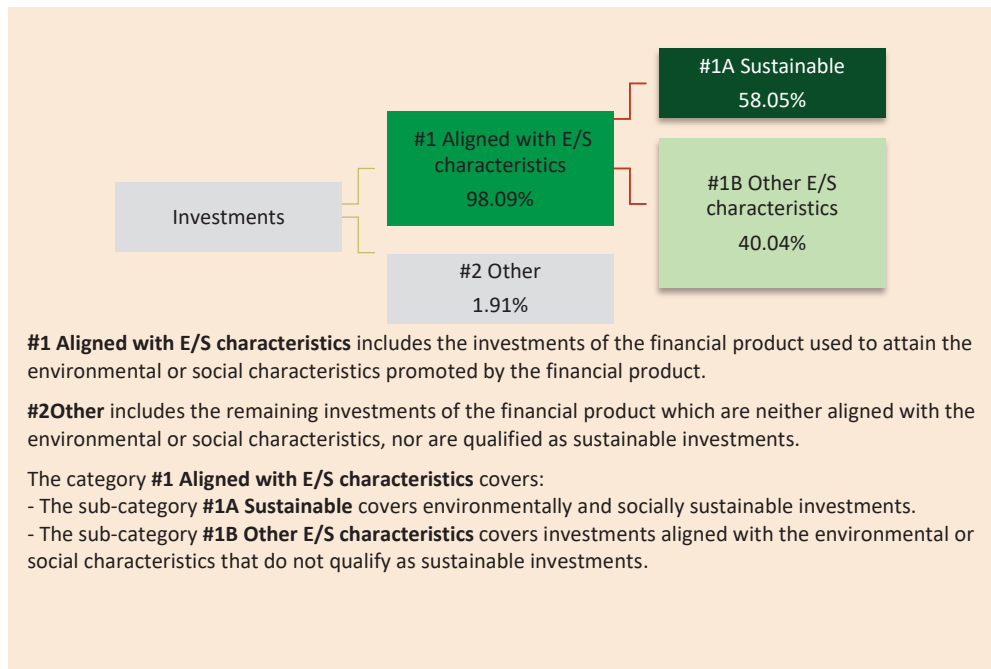 #1A Sustainable
58.05%
#1 Aligned with E/S
characteristics
98.09%
#1B Other E/S
characteristics
40.04%
Investments
#2 Other
1.91%
#1 Aligned with E/S characteristics includes the investments of the financial product used to attain the
environmental or social characteristics promoted by the financial product.
#2Other includes the remaining investments of the financial product which are neither aligned with the
environmental or social characteristics, nor are qualified as sustainable investments.
The category #1 Aligned with E/S characteristics covers:
- The sub-category #1A Sustainable covers environmentally and socially sustainable investments.
- The sub-category #1B Other E/S characteristics covers investments aligned with the environmental or
social characteristics that do not qualify as sustainable investments.